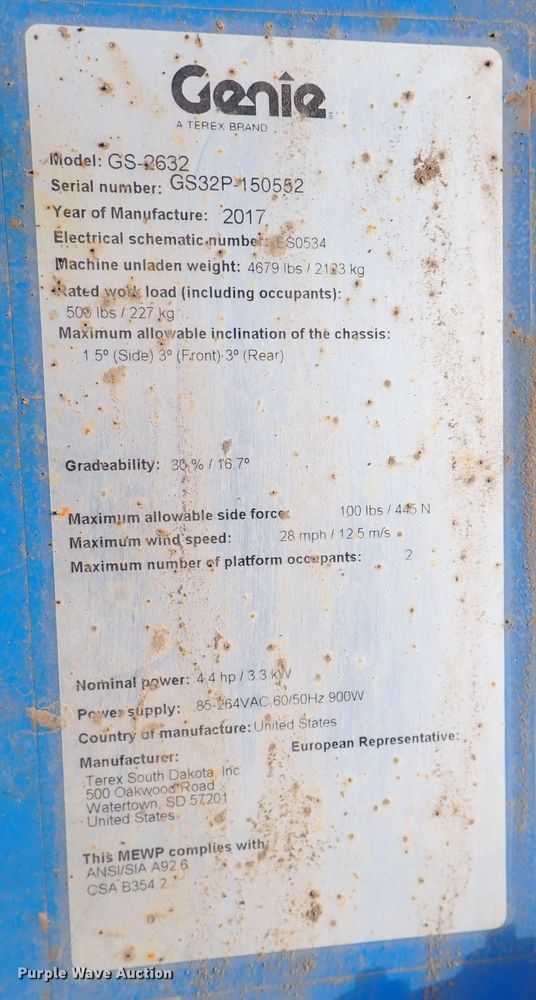 Genie
A TEREX BRAND
Model: GS-2632
Serial number: GS32P-150552
Year of Manufacture: 2017
Electrical schematic number: ES0534
Machine unladen weight: 4679 lbs / 2123 kg
Rated work load (including occupants):
500 lbs / 227 kg
Maximum allowable inclination of the chassis:
1.5º (Side) 3º (Front) 3º (Rear)
Gradeability: 30 % / 16.7º
Maximum allowable side force: 100 lbs / 445 N
Maximum wind speed: 28 mph / 12.5 m/s
Maximum number of platform occupants: 2
Nominal power: 4.4 hp / 3.3 kW
Power supply: 85-264VAC,60/50Hz 900W
Country of manufacture: United States
Manufacturer: European Representative:
Terex South Dakota, Inc
500 Oakwood Road
Watertown, SD 57201
United States
This MEWP complies with:
ANSI/SIA A92.6
CSA B354.2
Purple Wave Auction